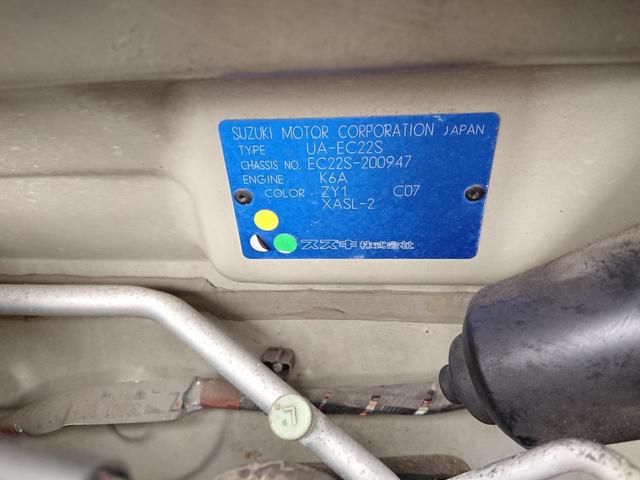 SUZUKI MOTOR CORPORATION JAPAN
TYPE UA-EC22S
CHASSIS NO. EC22S-200947
ENGINE K6A
COLOR ZY1 C07
XASL-2
スズキ株式会社
L